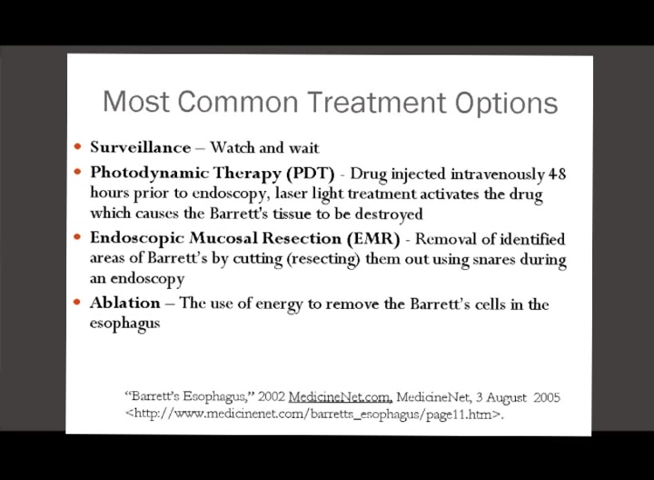 Most Common Treatment Options
• Surveillance – Watch and wait
• Photodynamic Therapy (PDT) - Drug injected intravenously 48
hours prior to endoscopy, laser light treatment activates the drug
which causes the Barrett's tissue to be destroyed
• Endoscopic Mucosal Resection (EMR) - Removal of identified
areas of Barrett's by cutting (resecting) them out using snares during
an endoscopy
• Ablation – The use of energy to remove the Barrett's cells in the
esophagus
"Barrett's Esophagus," 2002 MedicineNet.com, MedicineNet, 3 August 2005
<http://www.medicinenet.com/barretts_esophagus/page11.htm>.